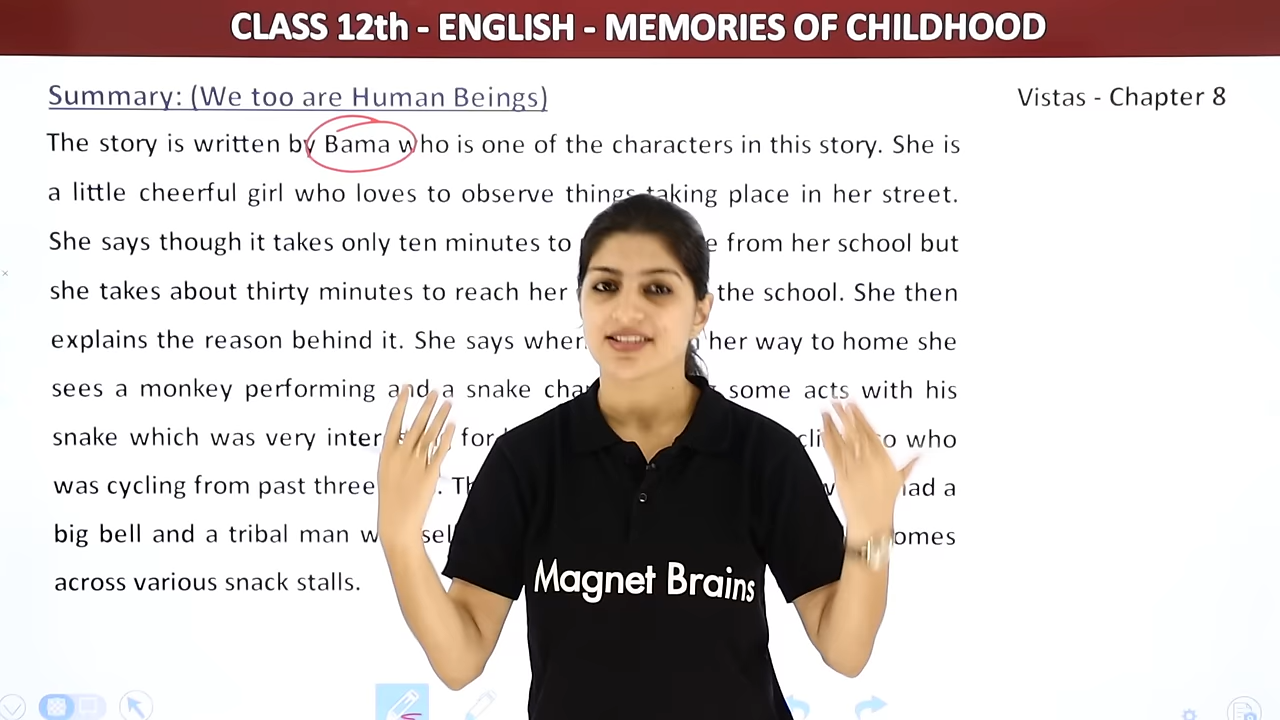 CLASS 12th - ENGLISH - MEMORIES OF CHILDHOOD
Summary: (We too are Human Beings)
Vistas - Chapter 8
The story is written by Bama who is one of the characters in this story. She is
a little cheerful girl who loves to observe things taking place in her street.
She says though it takes only ten minutes to from her school but
she takes about thirty minutes to reach her the school. She then
explains the reason behind it. She says when her way to home she
sees a monkey performing and a snake some acts with his
snake which was very interesting for who
was cycling from past three had a
big bell and a tribal man
across various snack stalls.
Magnet Brains